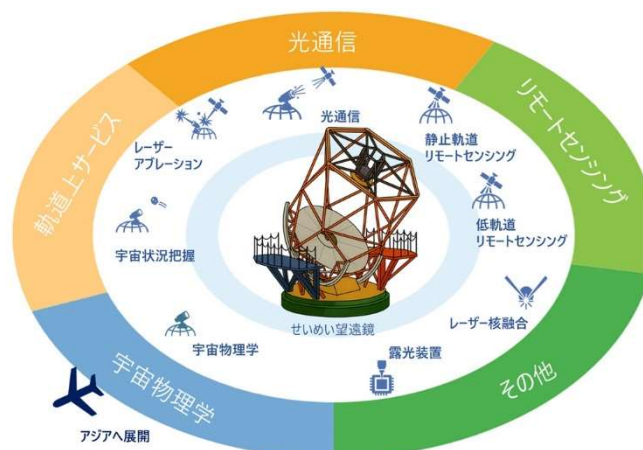 光通信
リモートセンシング
その他
宇宙物理学
軌道上サービス
光通信
静止軌道
リモートセンシング
低軌道
リモートセンシング
レーザー核融合
露光装置
宇宙物理学
宇宙状況把握
レーザー
アブレーション
せいめい望遠鏡
アジアへ展開